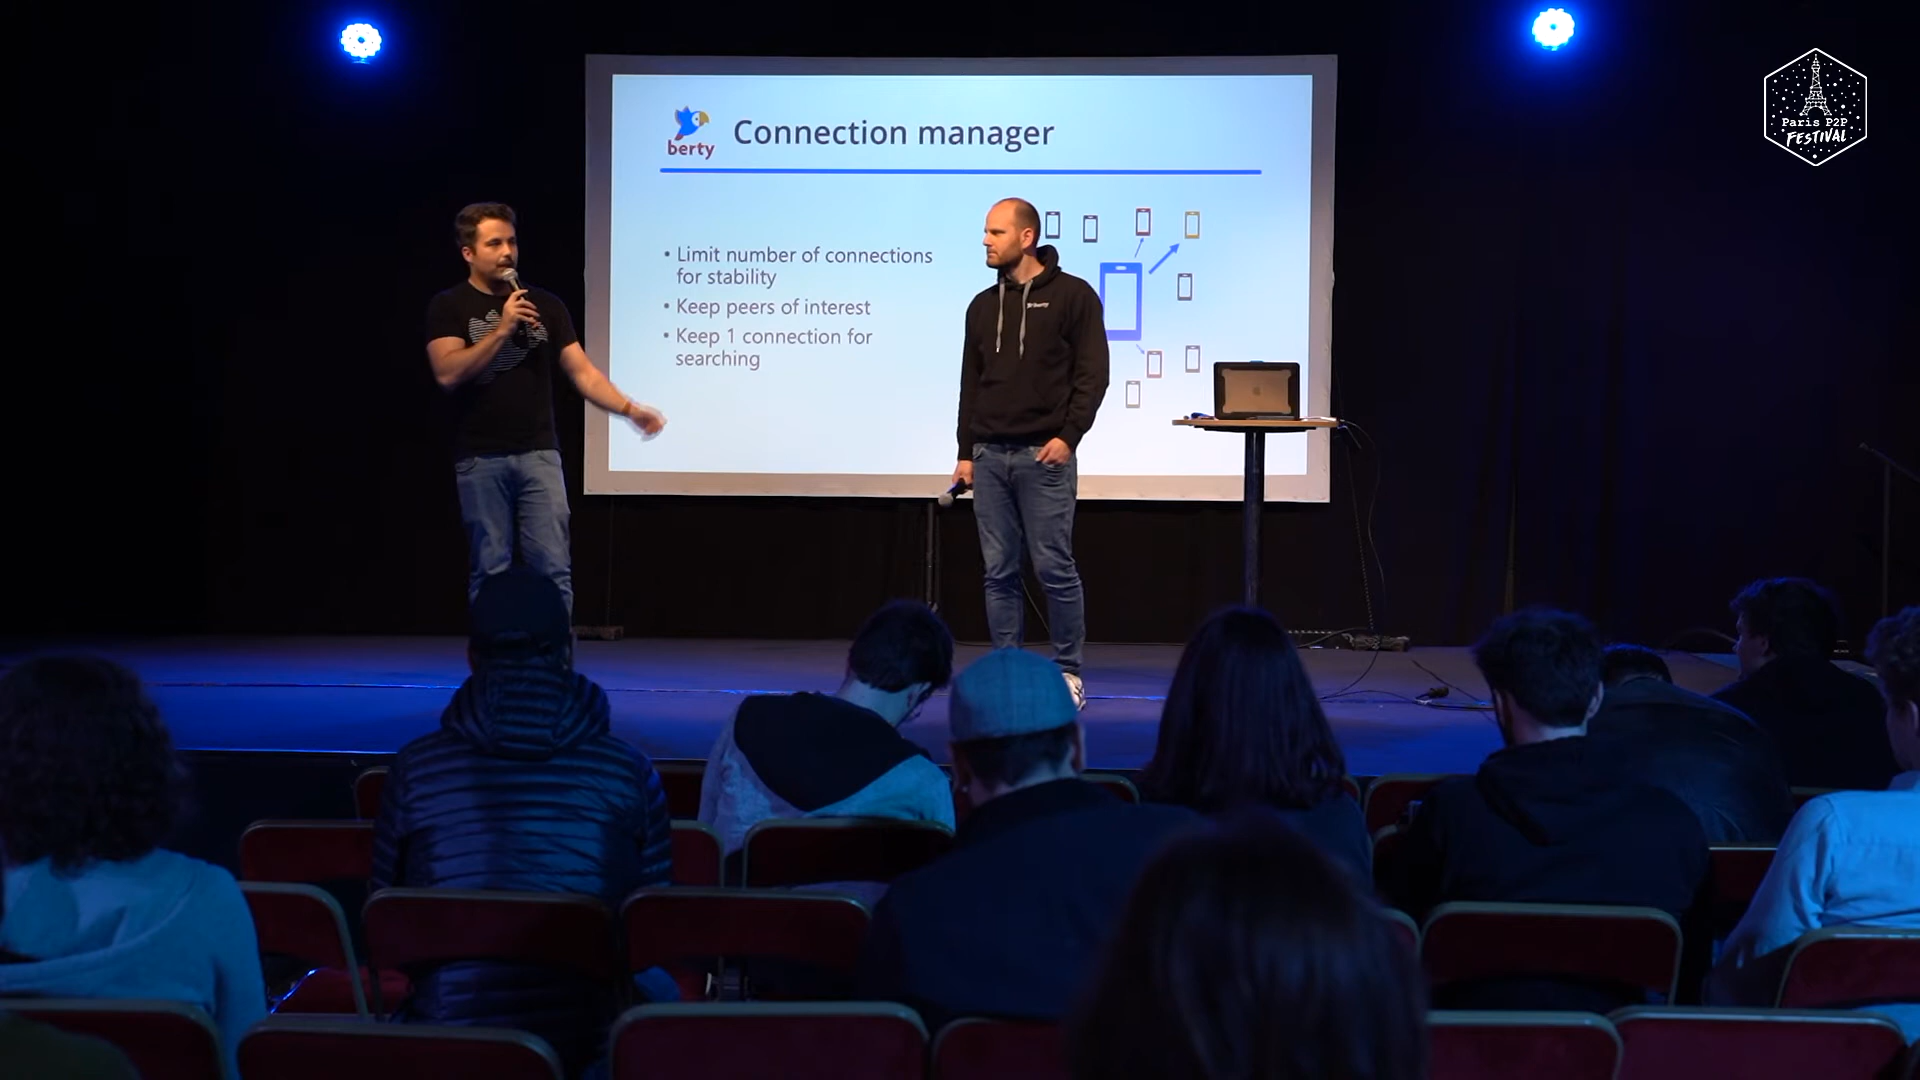 berty
Connection manager
• Limit number of connections
for stability
• Keep peers of interest
• Keep 1 connection for
searching
Paris P2P
FESTIVAL